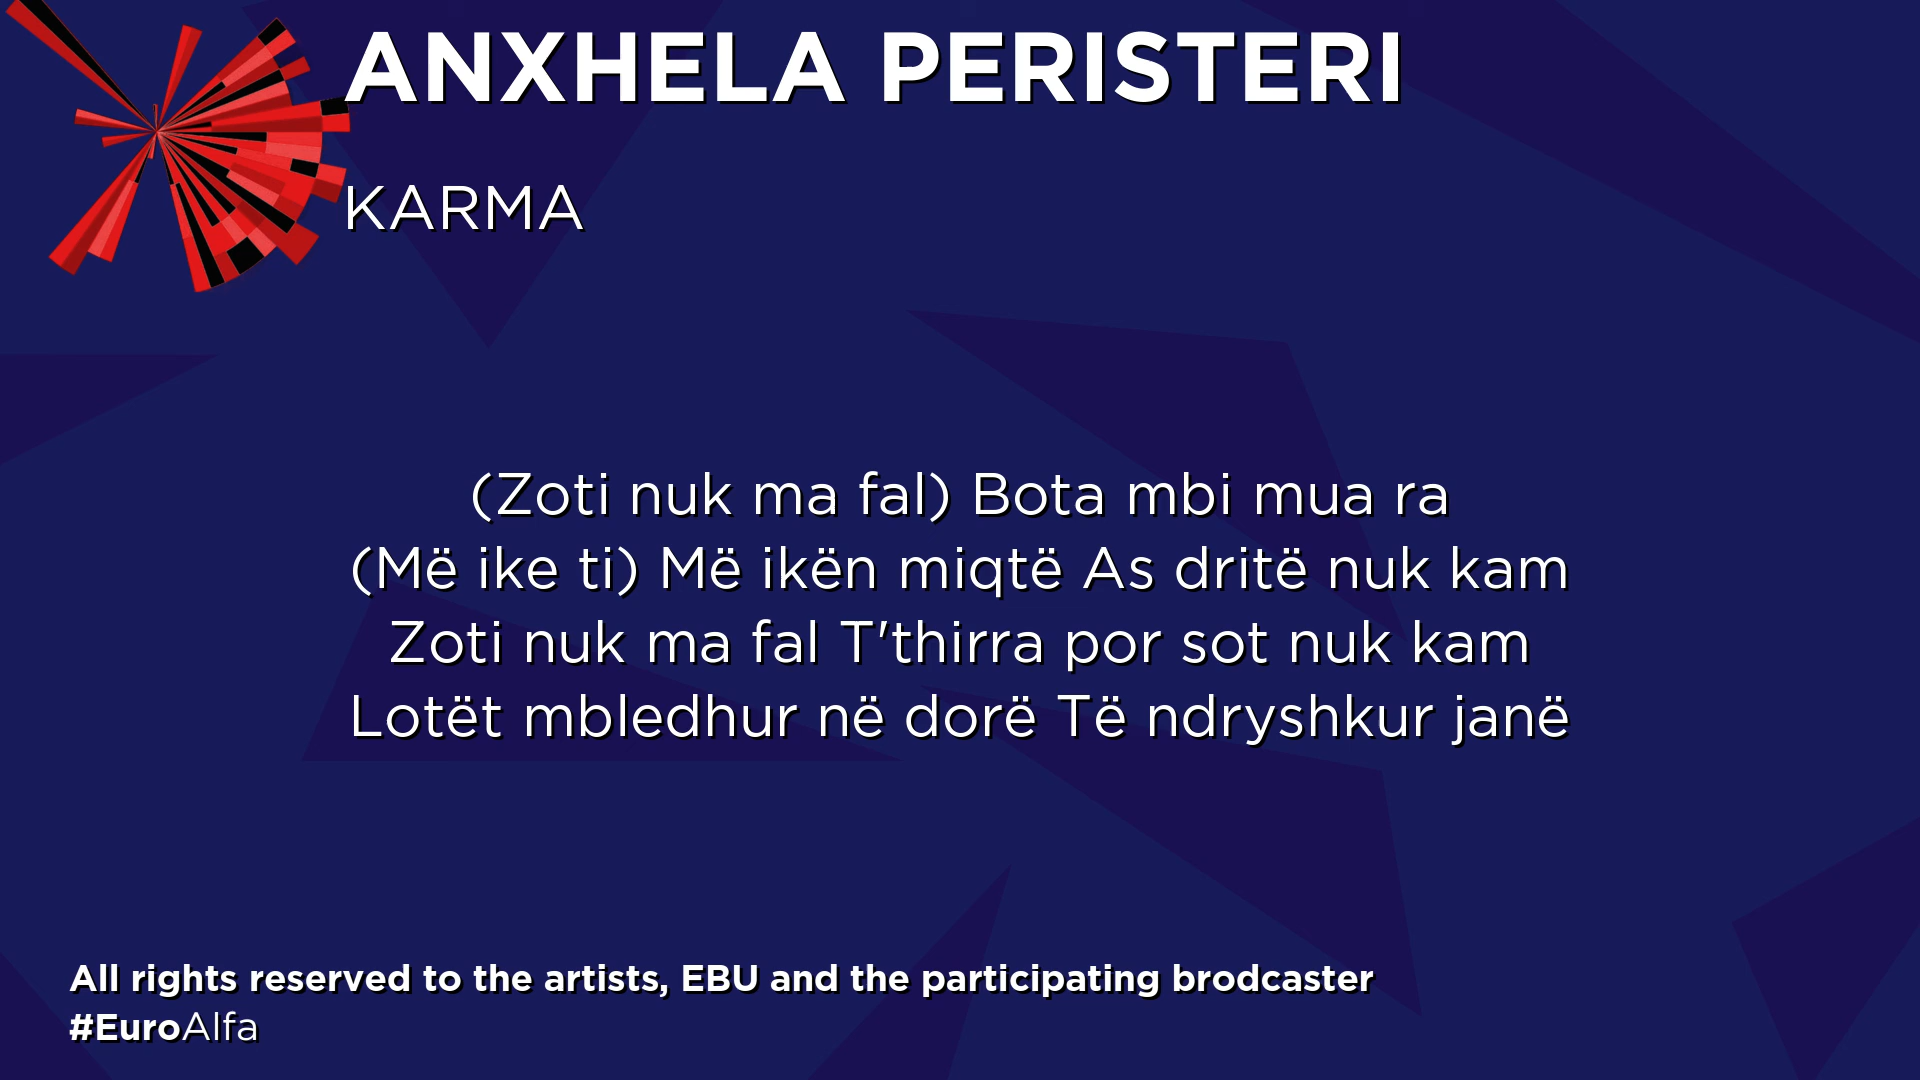 ANXHELA PERISTERI
KARMA
(Zoti nuk ma fal) Bota mbi mua ra
(Më ike ti) Më ikën miqtë As dritë nuk kam
Zoti nuk ma fal T'thirra por sot nuk kam
Lotët mbledhur në dorë Të ndryshkur janë
All rights reserved to the artists, EBU and the participating brodcaster
#EuroAlfa